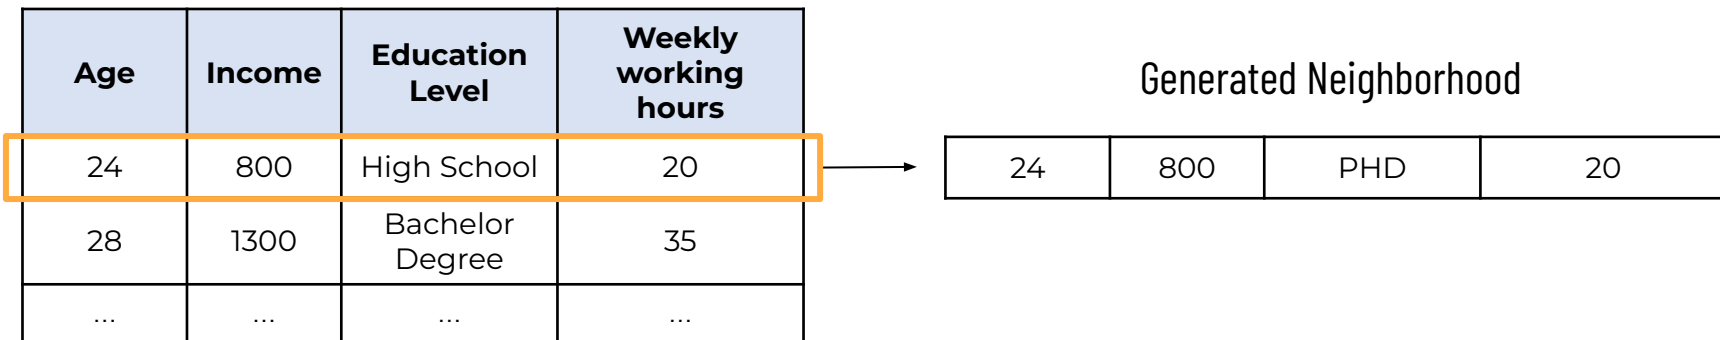 Age Income Education Level Weekly working hours
24 800 High School 20
28 1300 Bachelor Degree 35
... ... ... ...
Generated Neighborhood
24 800 PHD 20